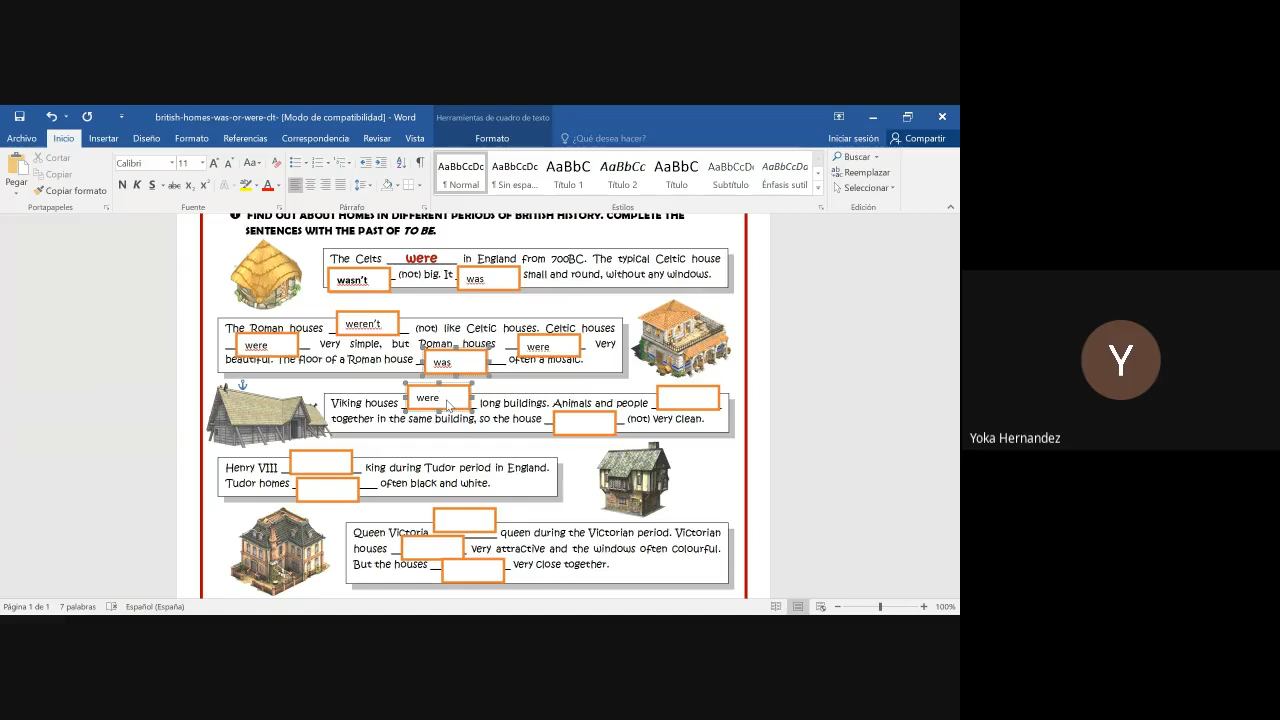 british-homes-was-or-were-clt- [Modo de compatibilidad] - Word
Herramientas de cuadro de texto
Archivo Inicio Insertar Diseño Formato Referencias Correspondencia Revisar Vista Formato ¿Qué desea hacer? Iniciar sesión Compartir
Pegar
Cortar
Copiar
Copiar formato
Portapapeles
Calibri 11
N K S abc x₂ x²
Fuente
Párrafo
AaBbCcDc AaBbCcDc AaBbC AaBbCc AaBbC AaBbCcD AaBbCcDa
¶ Normal ¶ Sin espa... Título 1 Título 2 Título Subtítulo Énfasis sutil
Estilos
Buscar
Reemplazar
Seleccionar
Edición
FIND OUT ABOUT HOMES IN DIFFERENT PERIODS OF BRITISH HISTORY. COMPLETE THE
SENTENCES WITH THE PAST OF TO BE.
The Celts were in England from 700BC. The typical Celtic house
wasn't (not) big. It was small and round, without any windows.
The Roman houses weren't (not) like Celtic houses. Celtic houses
were very simple, but Roman houses were very
beautiful. The floor of a Roman house was often a mosaic.
Viking houses were long buildings. Animals and people
together in the same building, so the house (not) very clean.
Henry VIII king during Tudor period in England.
Tudor homes often black and white.
Queen Victoria queen during the Victorian period. Victorian
houses very attractive and the windows often colourful.
But the houses very close together.
Página 1 de 1 7 palabras Español (España) 100%
Y
Yoka Hernandez